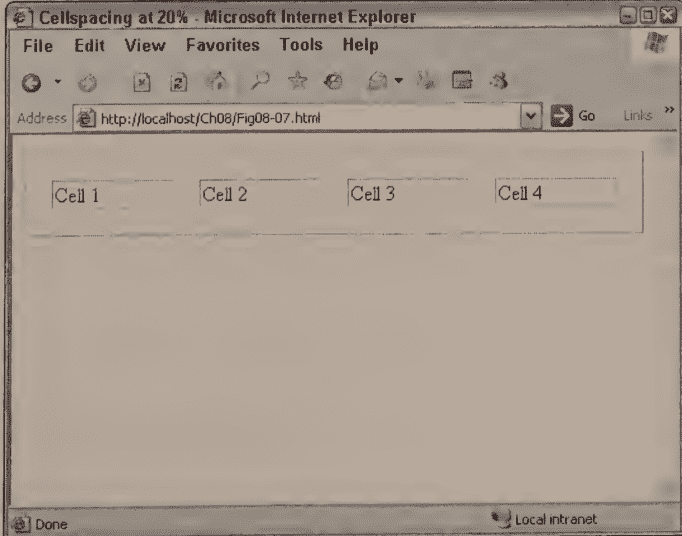 Cellspacing at 20% - Microsoft Internet Explorer
File Edit View Favorites Tools Help
Address http://localhost/Ch08/Fig08-07.html Go Links »
Cell 1 Cell 2 Cell 3 Cell 4
Done Local intranet